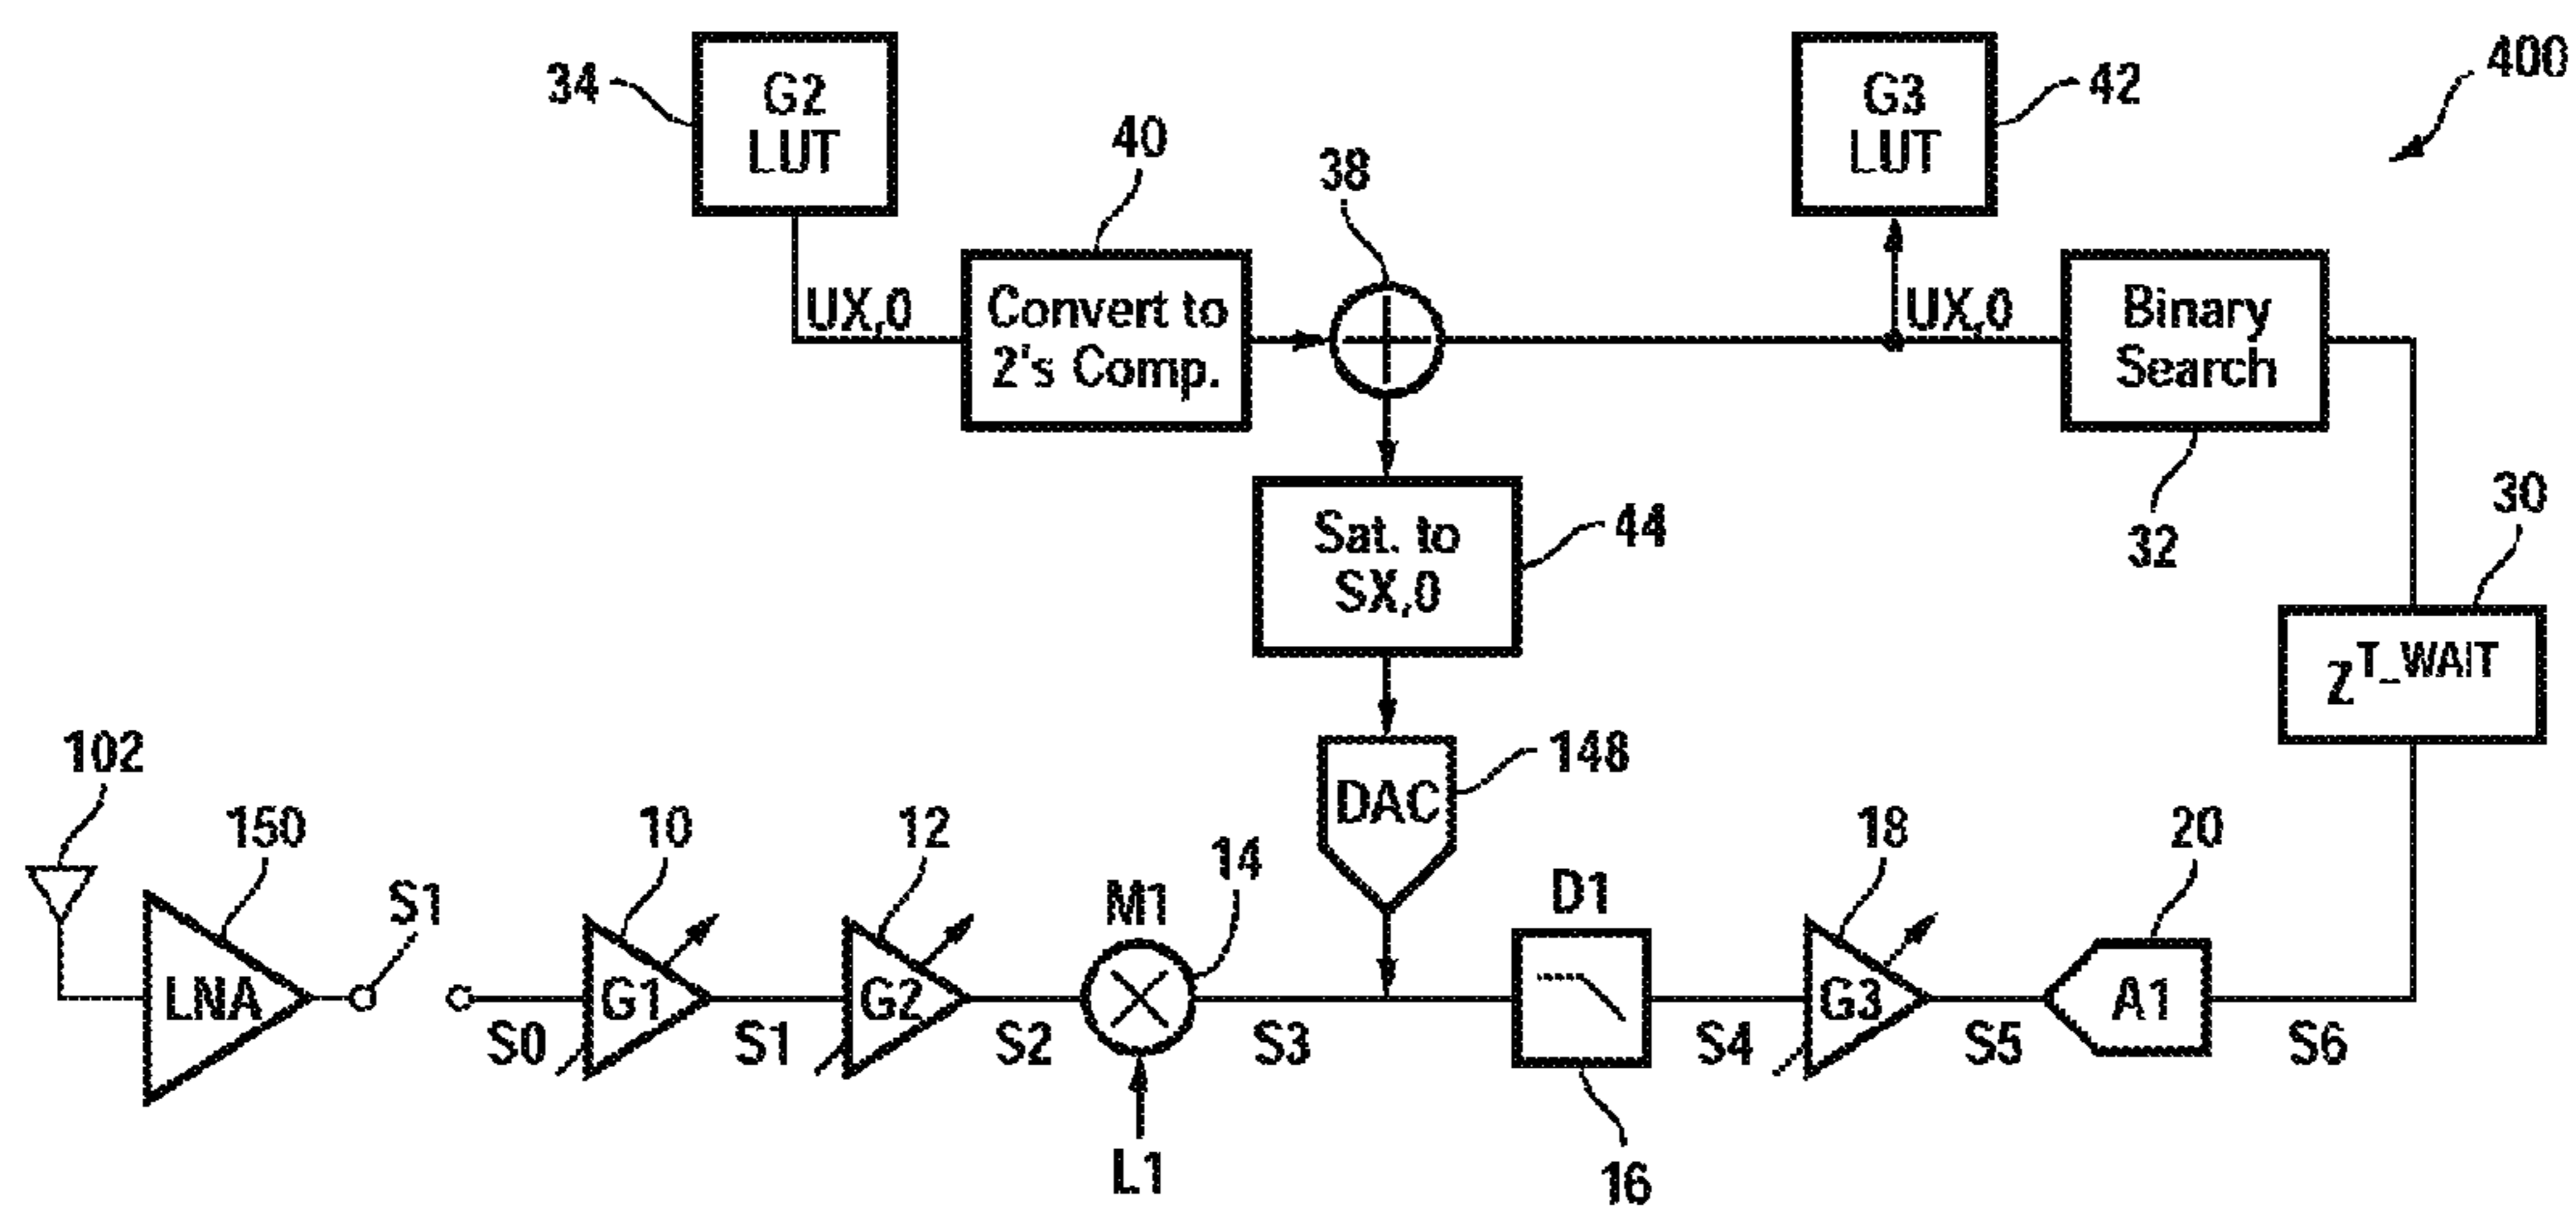 34
G2
LUT
40
38
G3
LUT
42
400
UX,0
Convert to
2's Comp.
UX,0
Binary
Search
Sat. to
SX,0
44
32
30
Z^T_WAIT
102
150
S1
10
12
14
M1
DAC
148
D1
18
20
LNA
S0
G1
S1
G2
S2
S3
S4
G3
S5
A1
S6
L1
16